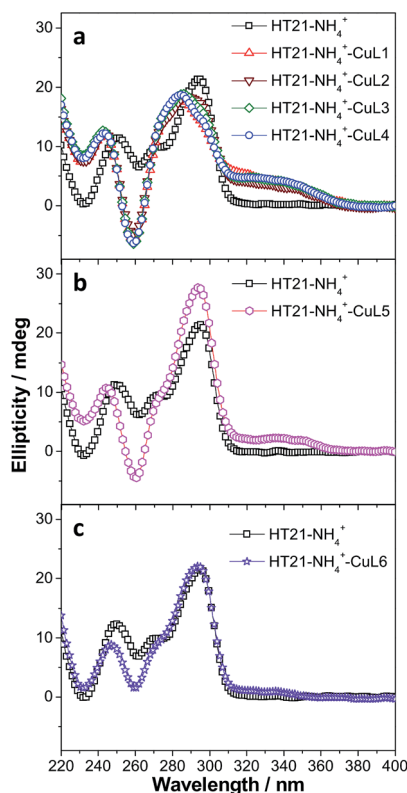 a
HT21-NH₄⁺
HT21-NH₄⁺-CuL1
HT21-NH₄⁺-CuL2
HT21-NH₄⁺-CuL3
HT21-NH₄⁺-CuL4
30
20
10
0
b
HT21-NH₄⁺
HT21-NH₄⁺-CuL5
30
20
10
0
Ellipticity / mdeg
c
HT21-NH₄⁺
HT21-NH₄⁺-CuL6
30
20
10
0
220 240 260 280 300 320 340 360 380 400
Wavelength / nm